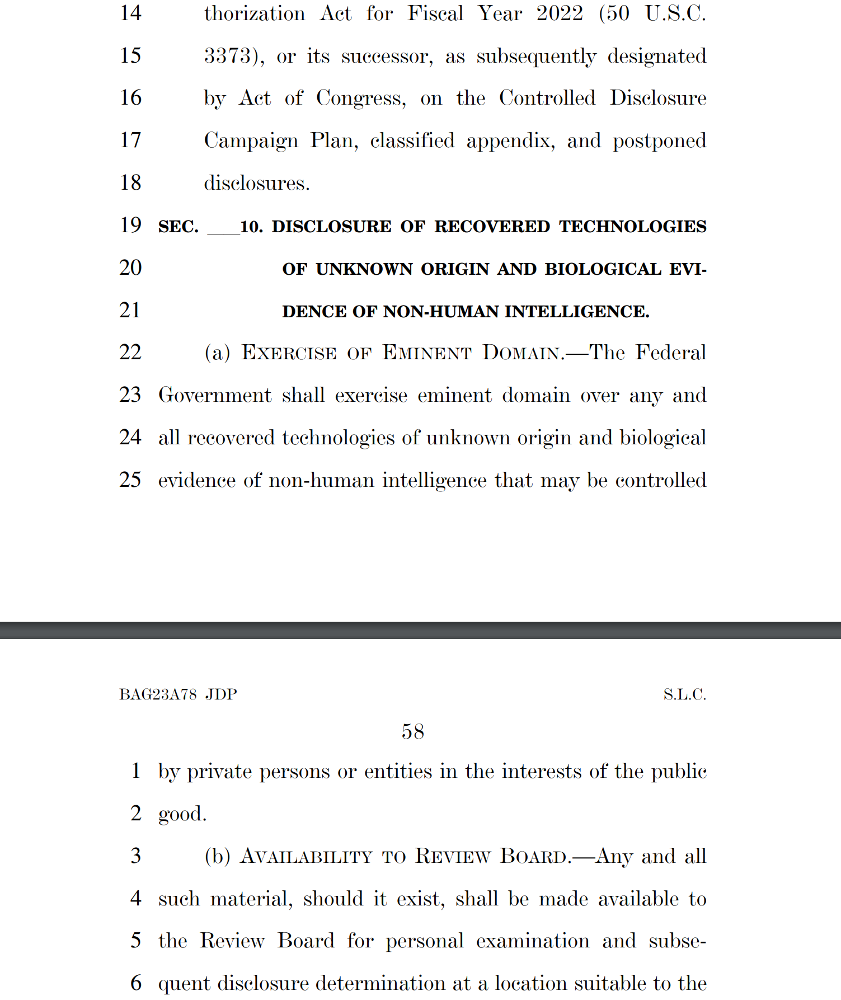 14 thorization Act for Fiscal Year 2022 (50 U.S.C.
15 3373), or its successor, as subsequently designated
16 by Act of Congress, on the Controlled Disclosure
17 Campaign Plan, classified appendix, and postponed
18 disclosures.
19 SEC. ___10. DISCLOSURE OF RECOVERED TECHNOLOGIES
20 OF UNKNOWN ORIGIN AND BIOLOGICAL EVI-
21 DENCE OF NON-HUMAN INTELLIGENCE.
22 (a) EXERCISE OF EMINENT DOMAIN.—The Federal
23 Government shall exercise eminent domain over any and
24 all recovered technologies of unknown origin and biological
25 evidence of non-human intelligence that may be controlled
BAG23A78 JDP S.L.C.
58
1 by private persons or entities in the interests of the public
2 good.
3 (b) AVAILABILITY TO REVIEW BOARD.—Any and all
4 such material, should it exist, shall be made available to
5 the Review Board for personal examination and subse-
6 quent disclosure determination at a location suitable to the